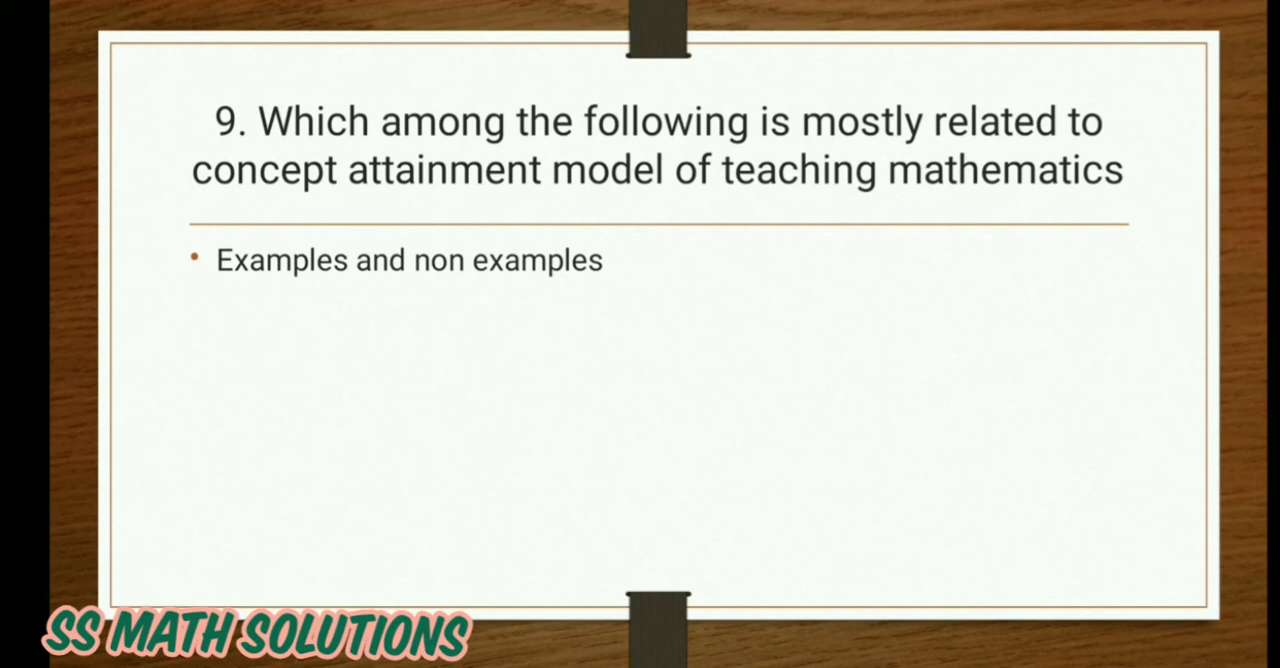 9. Which among the following is mostly related to
concept attainment model of teaching mathematics
• Examples and non examples
SS MATH SOLUTIONS